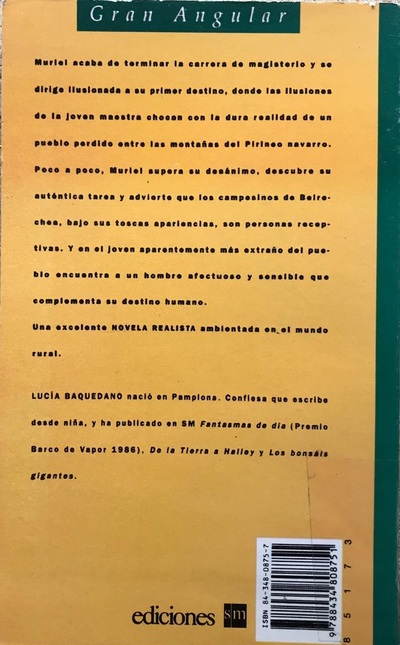 Gran Angular
Muriel acaba de terminar la carrera de magisterio y se
dirige ilusionada a su primer destino, donde las ilusiones
de la joven maestra chocan con la dura realidad de un
pueblo perdido entre las montañas del Pirineo navarro.
Poco a poco, Muriel supera su desánimo, descubre su
auténtica tarea y advierte que los campesinos de Beire-
chea, bajo sus toscas apariencias, son personas recep-
tivas. Y en el joven aparentemente más extraño del pue-
blo encuentra a un hombre afectuoso y sensible que
complementa su destino humano.
Una excelente NOVELA REALISTA ambientada en el mundo
rural.
LUCÍA BAQUEDANO nació en Pamplona. Confiesa que escribe
desde niña, y ha publicado en SM Fantasmas de día (Premio
Barco de Vapor 1986), De la Tierra a Halley y Los bonsáis
gigantes.
ediciones sm
ISBN 84-348-0875-7
9 788434 808751
85173